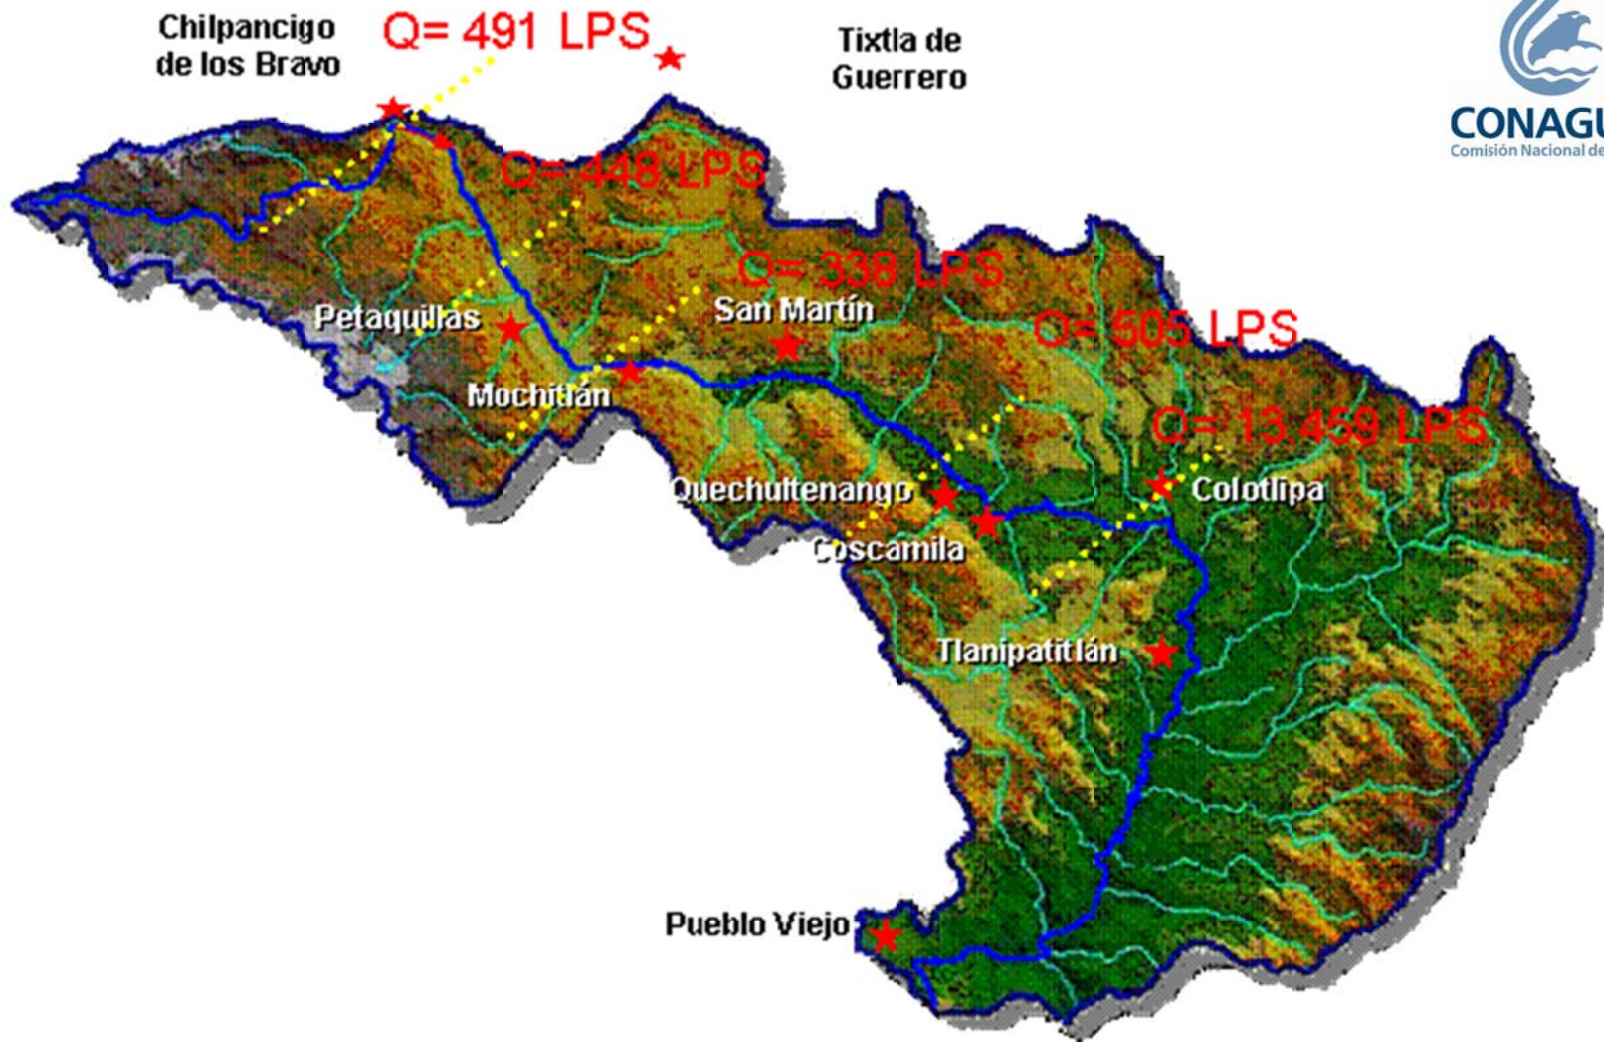 Chilpancigo
de los Bravo
Q= 491 LPS
Tixtla de
Guerrero
CONAGU
Comisión Nacional de
Q= 448 LPS
Q= 338 LPS
San Martín
Petaquillas
Q= 505 LPS
Mochitlán
Q= 13,459 LPS
Quechultenango
Colotlipa
Coscamila
Tlanipatitlán
Pueblo Viejo